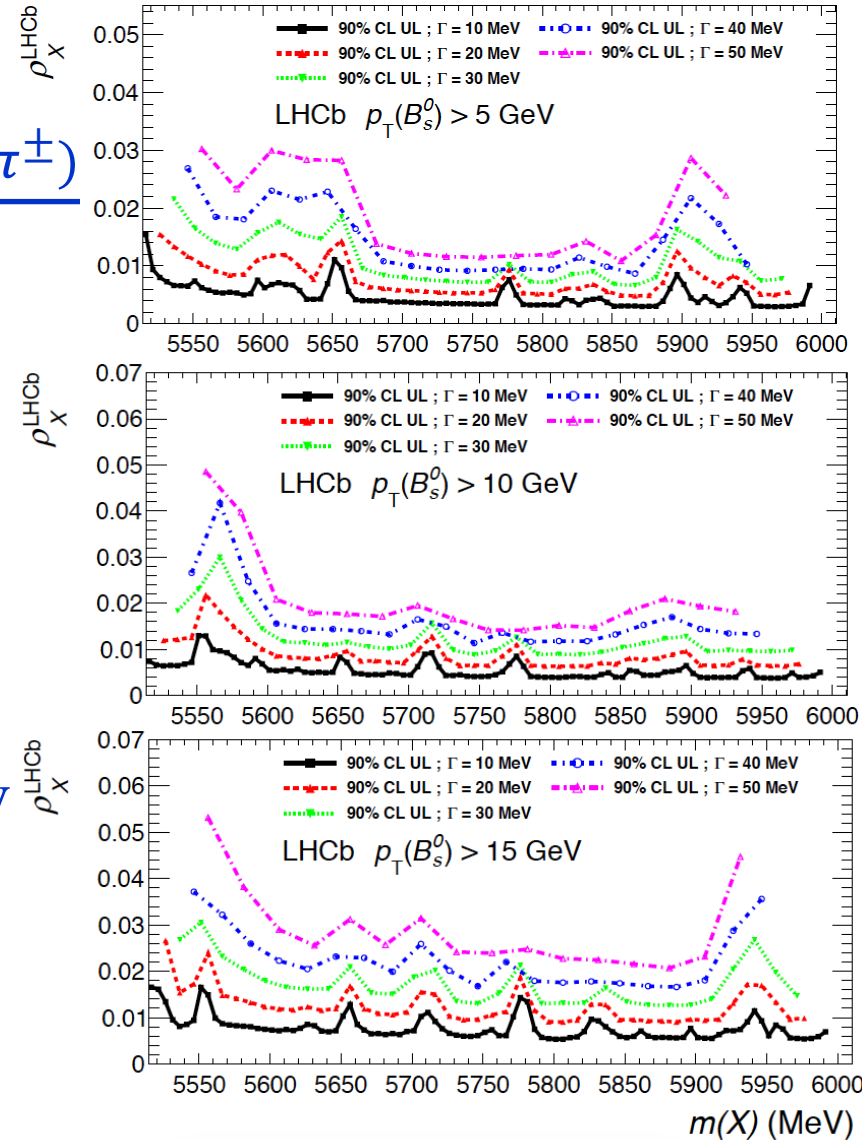 0.05
0.04
0.03
0.02
0.01
0
ρ_X^LHCb
90% CL UL ; Γ = 10 MeV
90% CL UL ; Γ = 20 MeV
90% CL UL ; Γ = 30 MeV
90% CL UL ; Γ = 40 MeV
90% CL UL ; Γ = 50 MeV
LHCb p_T(B_s^0) > 5 GeV
π^±)
5550 5600 5650 5700 5750 5800 5850 5900 5950 6000
0.07
0.06
0.05
0.04
0.03
0.02
0.01
0
ρ_X^LHCb
90% CL UL ; Γ = 10 MeV
90% CL UL ; Γ = 20 MeV
90% CL UL ; Γ = 30 MeV
90% CL UL ; Γ = 40 MeV
90% CL UL ; Γ = 50 MeV
LHCb p_T(B_s^0) > 10 GeV
5550 5600 5650 5700 5750 5800 5850 5900 5950 6000
0.07
0.06
0.05
0.04
0.03
0.02
0.01
0
ρ_X^LHCb
90% CL UL ; Γ = 10 MeV
90% CL UL ; Γ = 20 MeV
90% CL UL ; Γ = 30 MeV
90% CL UL ; Γ = 40 MeV
90% CL UL ; Γ = 50 MeV
LHCb p_T(B_s^0) > 15 GeV
5550 5600 5650 5700 5750 5800 5850 5900 5950 6000
m(X) (MeV)